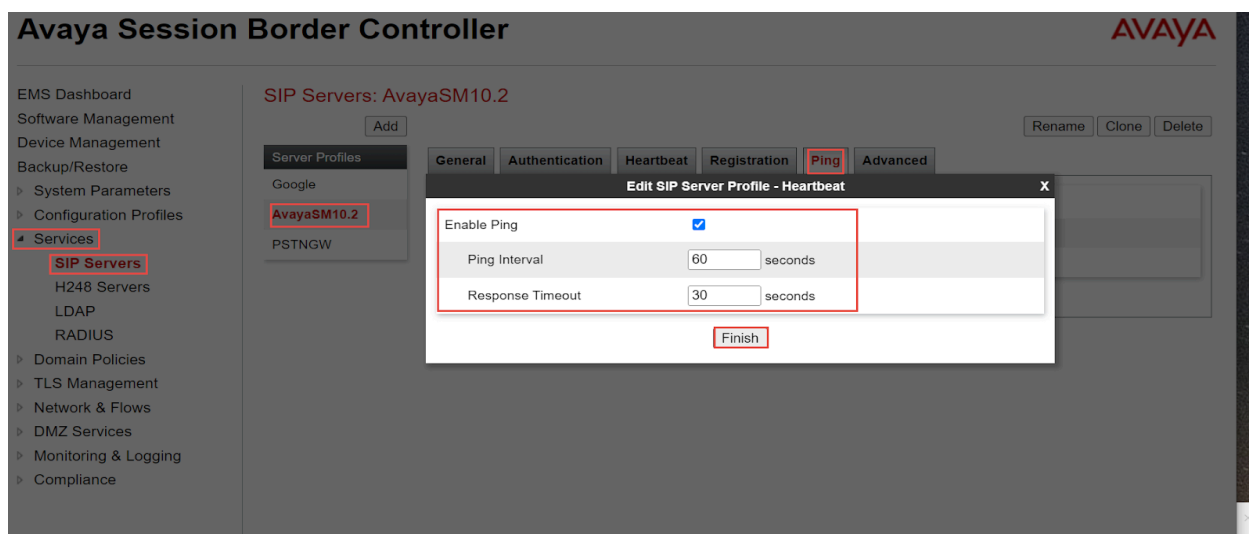 Avaya Session Border Controller
AVAYA
EMS Dashboard
Software Management
Device Management
Backup/Restore
System Parameters
Configuration Profiles
Services
SIP Servers
H248 Servers
LDAP
RADIUS
Domain Policies
TLS Management
Network & Flows
DMZ Services
Monitoring & Logging
Compliance
SIP Servers: AvayaSM10.2
Add
Rename Clone Delete
Server Profiles
Google
AvayaSM10.2
PSTNGW
General Authentication Heartbeat Registration Ping Advanced
Edit SIP Server Profile - Heartbeat X
Enable Ping
Ping Interval 60 seconds
Response Timeout 30 seconds
Finish